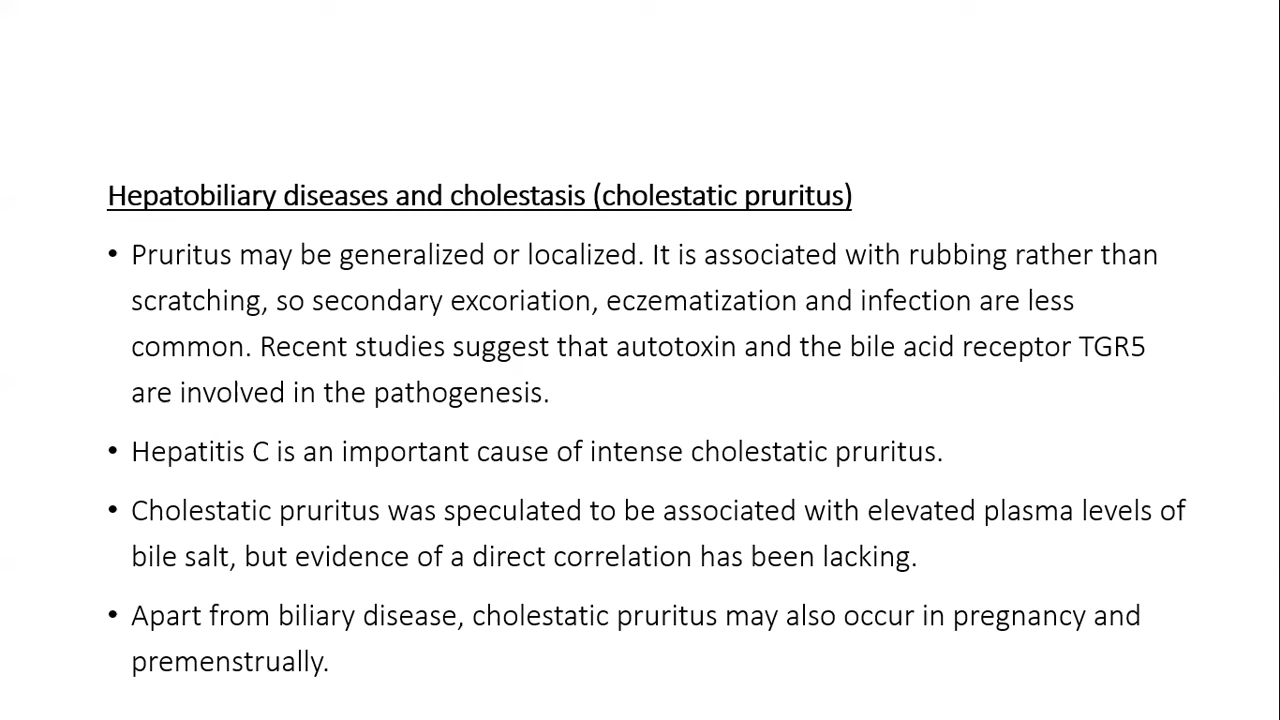 Hepatobiliary diseases and cholestasis (cholestatic pruritus)
• Pruritus may be generalized or localized. It is associated with rubbing rather than
scratching, so secondary excoriation, eczematization and infection are less
common. Recent studies suggest that autotoxin and the bile acid receptor TGR5
are involved in the pathogenesis.
• Hepatitis C is an important cause of intense cholestatic pruritus.
• Cholestatic pruritus was speculated to be associated with elevated plasma levels of
bile salt, but evidence of a direct correlation has been lacking.
• Apart from biliary disease, cholestatic pruritus may also occur in pregnancy and
premenstrually.